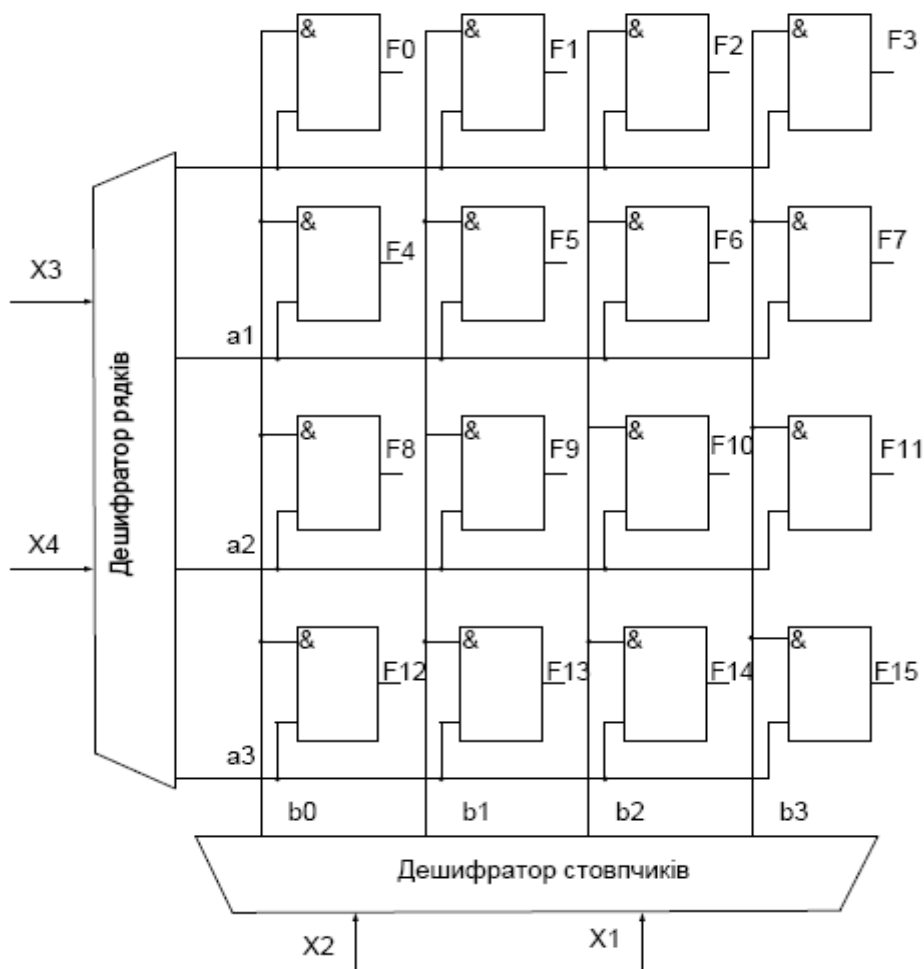 & F0 & F1 & F2 & F3
& F4 & F5 & F6 & F7
X3
a1
Дешифратор рядків
& F8 & F9 & F10 & F11
X4
a2
& F12 & F13 & F14 & F15
a3
b0 b1 b2 b3
Дешифратор стовпчиків
X2 X1